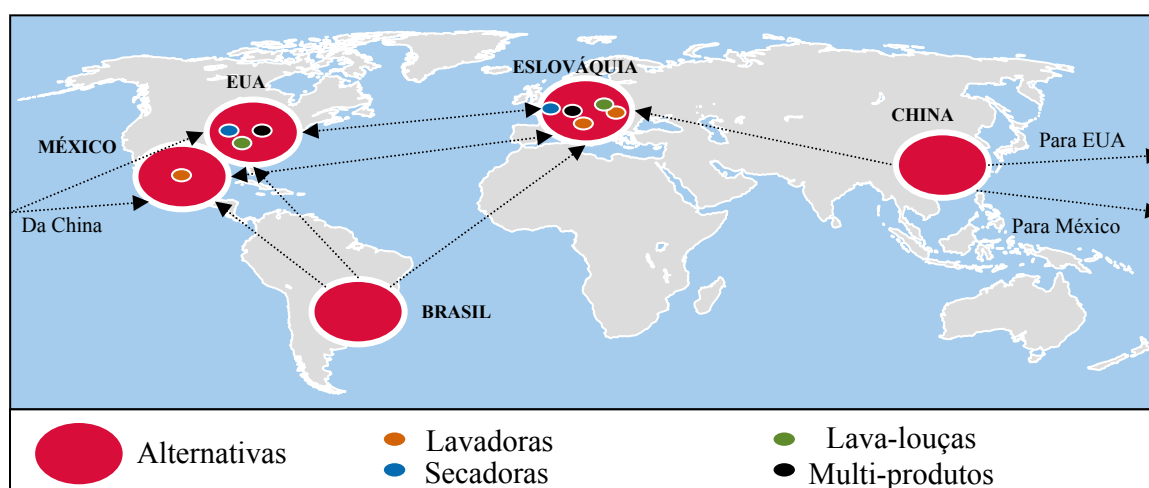 EUA
ESLOVÁQUIA
CHINA
MÉXICO
Para EUA
Da China
Para México
BRASIL
Alternativas
Lavadoras
Secadoras
Lava-louças
Multi-produtos